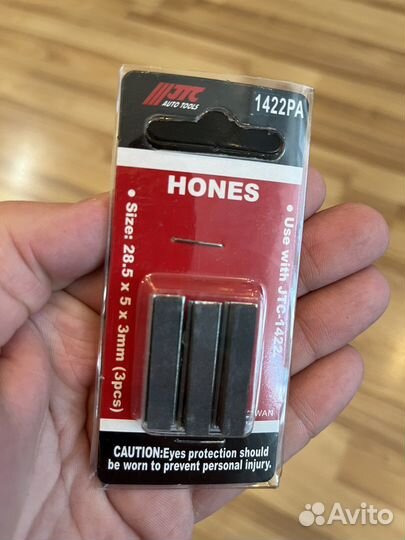 JTC
AUTO TOOLS
1422PA
HONES
• Size: 28.5 x 5 x 3mm (3pcs)
• Use with JTC-1422
WAN
CAUTION:Eyes protection should
be worn to prevent personal injury.
Avito